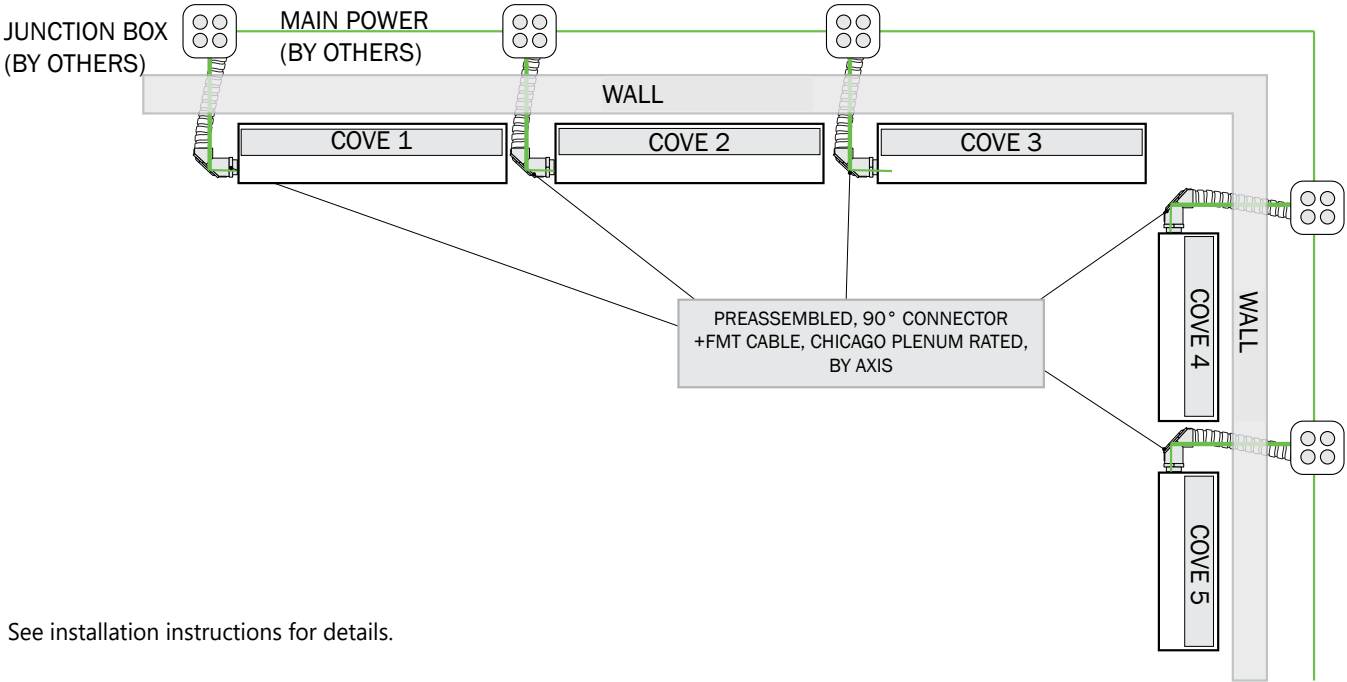 JUNCTION BOX
(BY OTHERS)
MAIN POWER
(BY OTHERS)
WALL
COVE 1
COVE 2
COVE 3
PREASSEMBLED, 90° CONNECTOR
+FMT CABLE, CHICAGO PLENUM RATED,
BY AXIS
COVE 4
WALL
COVE 5
See installation instructions for details.